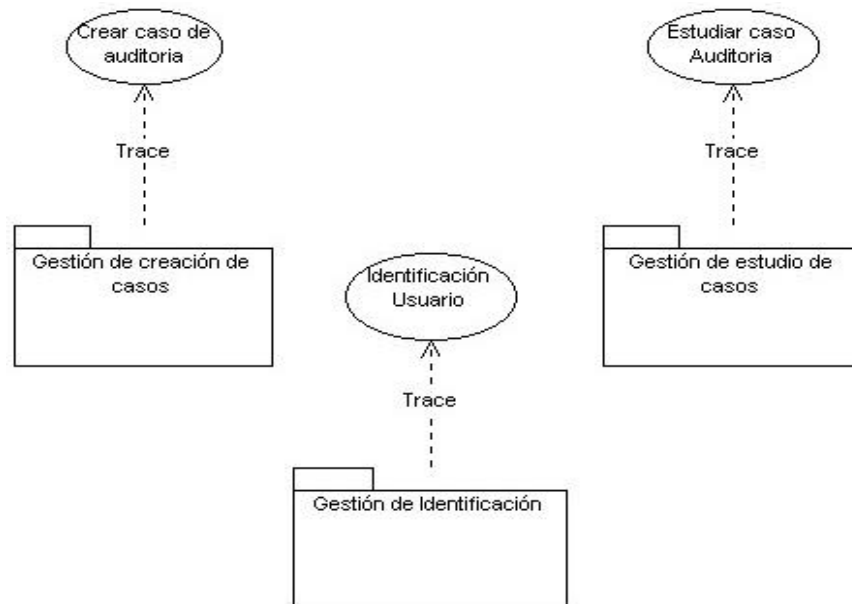 Crear caso de
auditoria
Estudiar caso
Auditoria
Trace
Trace
Gestión de creación de
casos
Identificación
Usuario
Gestión de estudio de
casos
Trace
Gestión de Identificación